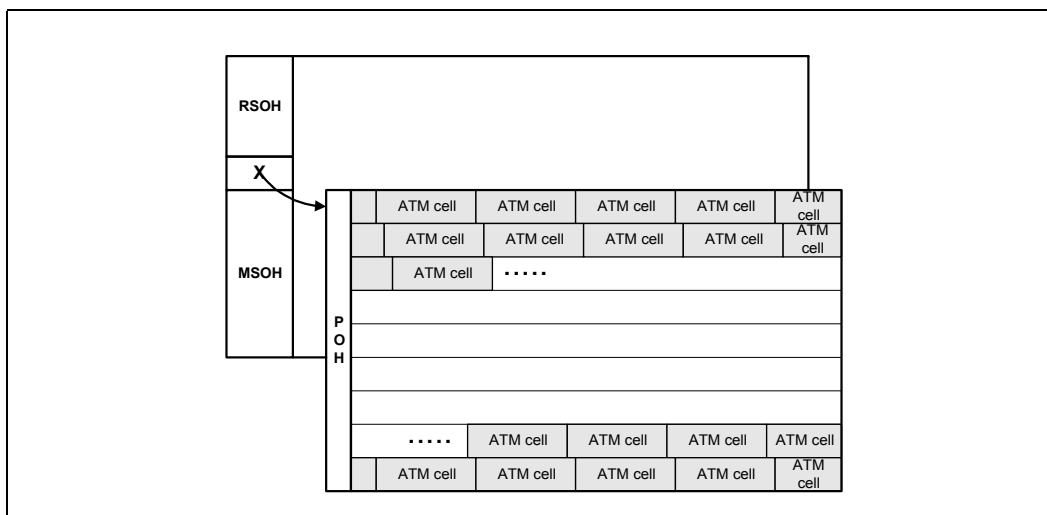 RSOH
X
MSOH
P
O
H
ATM cell ATM cell ATM cell ATM cell ATM cell
ATM cell ATM cell ATM cell ATM cell ATM cell
ATM cell .....
..... ATM cell ATM cell ATM cell ATM cell
ATM cell ATM cell ATM cell ATM cell ATM cell